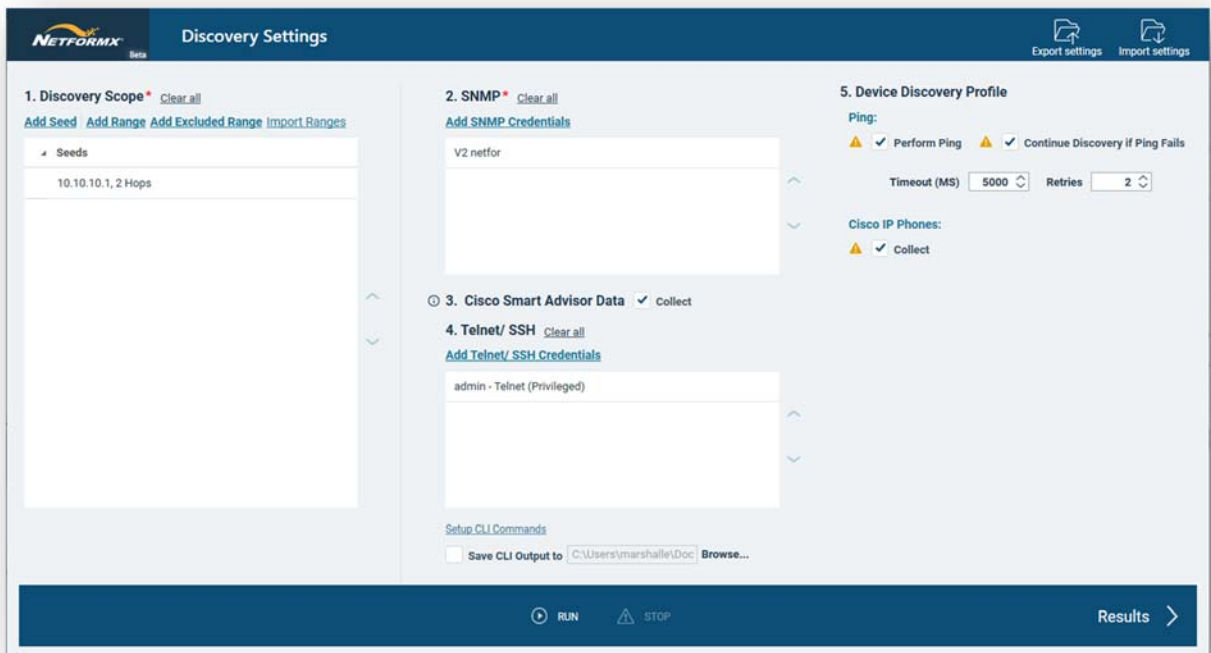 NETFORMX
Beta
Discovery Settings
Export settings
Import settings
1. Discovery Scope* Clear all
Add Seed Add Range Add Excluded Range Import Ranges
Seeds
10.10.10.1, 2 Hops
2. SNMP* Clear all
Add SNMP Credentials
V2 netfor
3. Cisco Smart Advisor Data Collect
4. Telnet/ SSH Clear all
Add Telnet/ SSH Credentials
admin - Telnet (Privileged)
Setup CLI Commands
Save CLI Output to C:\Users\marshalle\Doc Browse...
5. Device Discovery Profile
Ping:
Perform Ping Continue Discovery if Ping Fails
Timeout (MS) 5000 Retries 2
Cisco IP Phones:
Collect
RUN STOP
Results